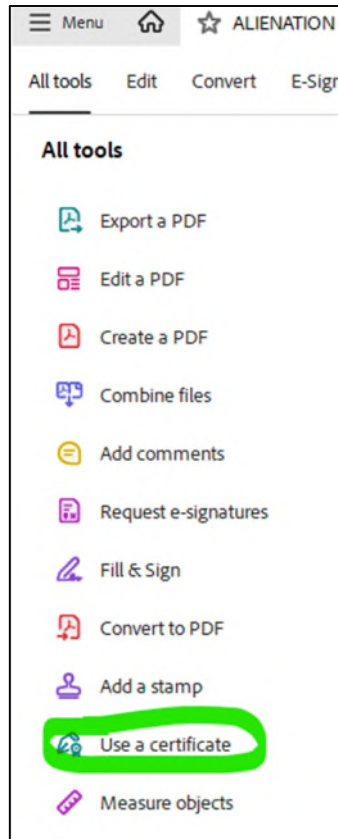 Menu ALIENATION
All tools Edit Convert E-Sign
All tools
Export a PDF
Edit a PDF
Create a PDF
Combine files
Add comments
Request e-signatures
Fill & Sign
Convert to PDF
Add a stamp
Use a certificate
Measure objects